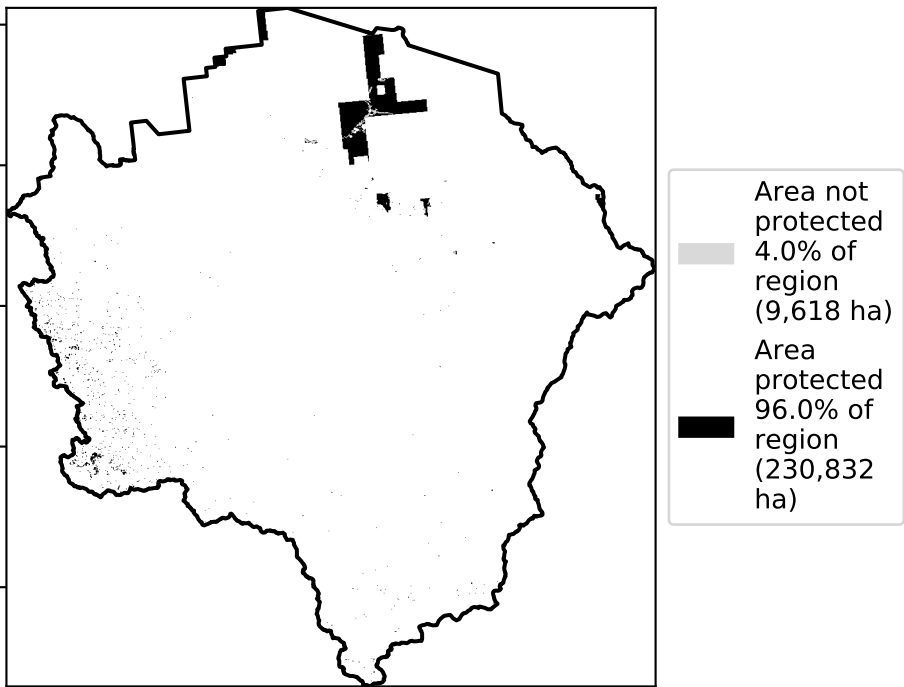 Area not
protected
4.0% of
region
(9,618 ha)
Area
protected
96.0% of
region
(230,832
ha)